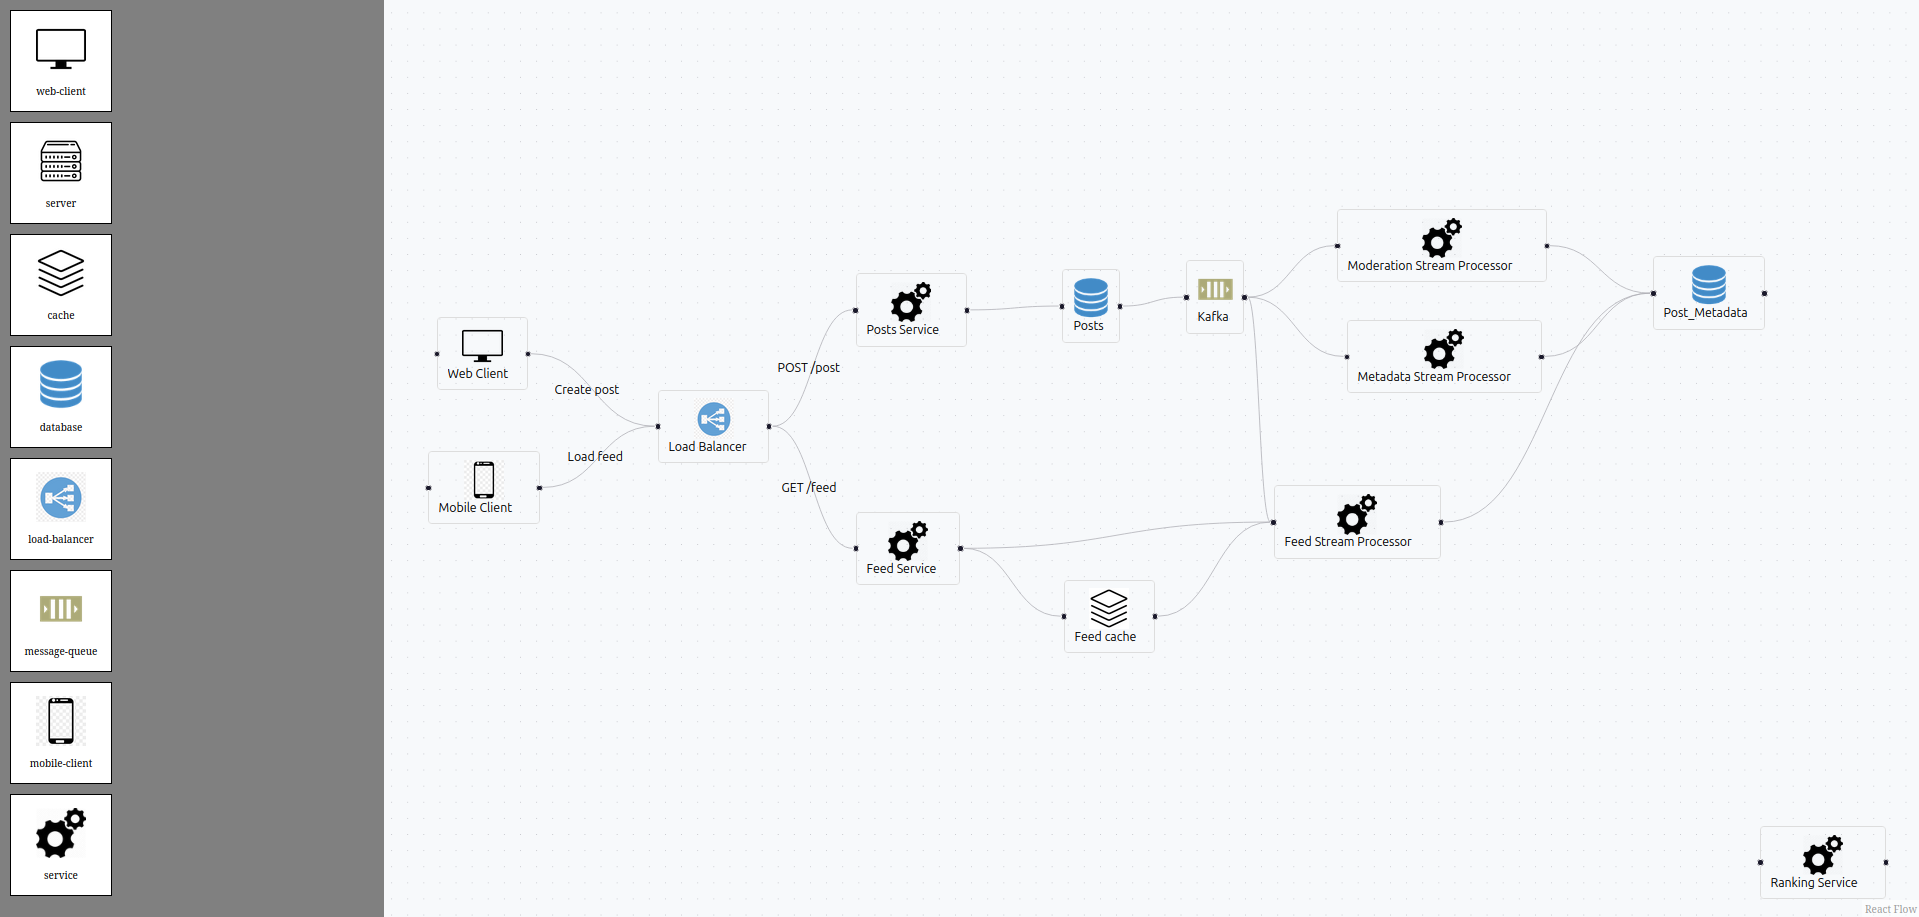 web-client
server
cache
database
load-balancer
message-queue
mobile-client
service
Web Client
Mobile Client
Create post
Load feed
Load Balancer
POST /post
GET /feed
Posts Service
Feed Service
Posts
Feed cache
Kafka
Moderation Stream Processor
Metadata Stream Processor
Feed Stream Processor
Post_Metadata
Ranking Service
React Flow